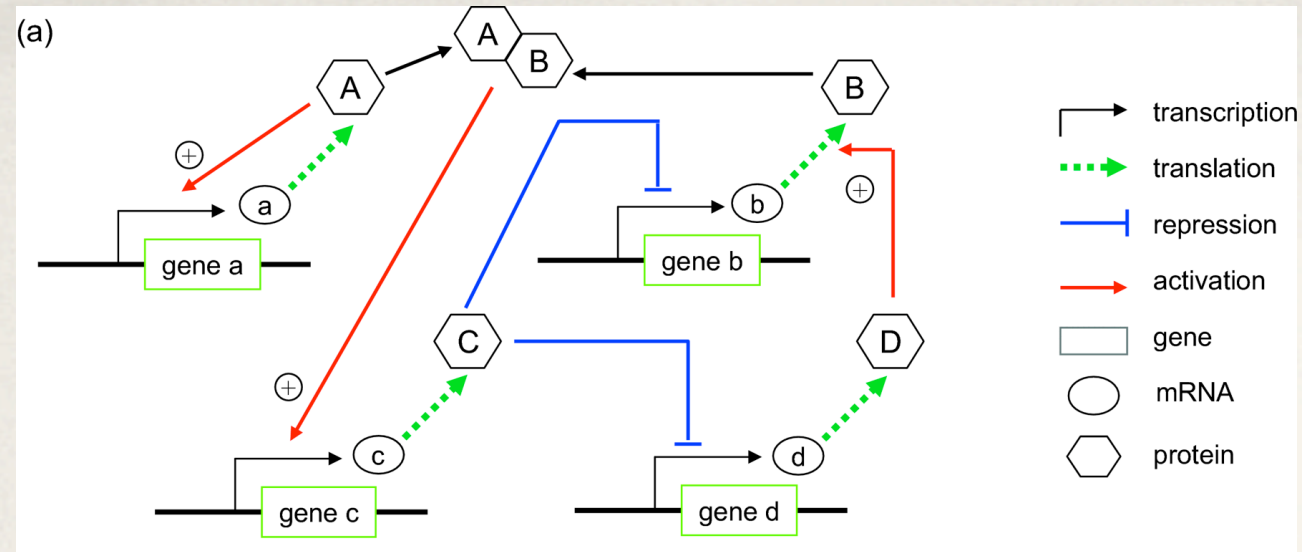 (a)
A
B
A
B
+
a
gene a
+
b
gene b
C
D
+
c
gene c
d
gene d
transcription
translation
repression
activation
gene
mRNA
protein